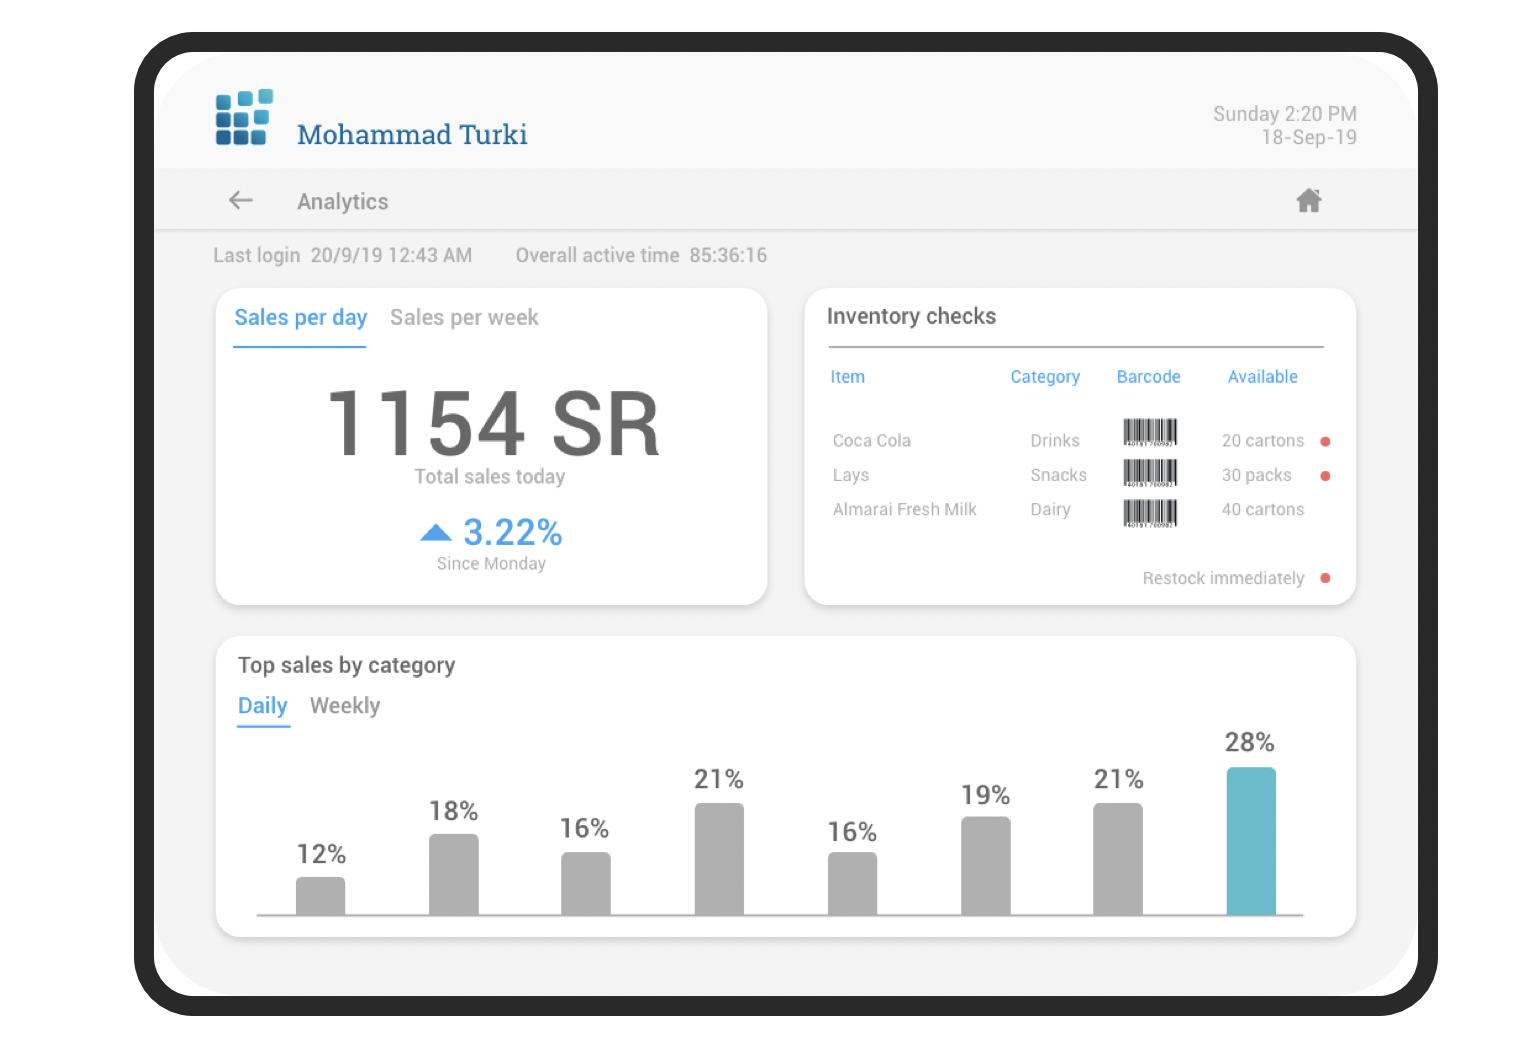 Mohammad Turki
Sunday 2:20 PM
18-Sep-19
Analytics
Last login 20/9/19 12:43 AM Overall active time 85:36:16
Sales per day Sales per week
1154 SR
Total sales today
3.22%
Since Monday
Inventory checks
Item Category Barcode Available
Coca Cola Drinks 20 cartons
Lays Snacks 30 packs
Almarai Fresh Milk Dairy 40 cartons
Restock immediately
Top sales by category
Daily Weekly
12% 18% 16% 21% 16% 19% 21% 28%